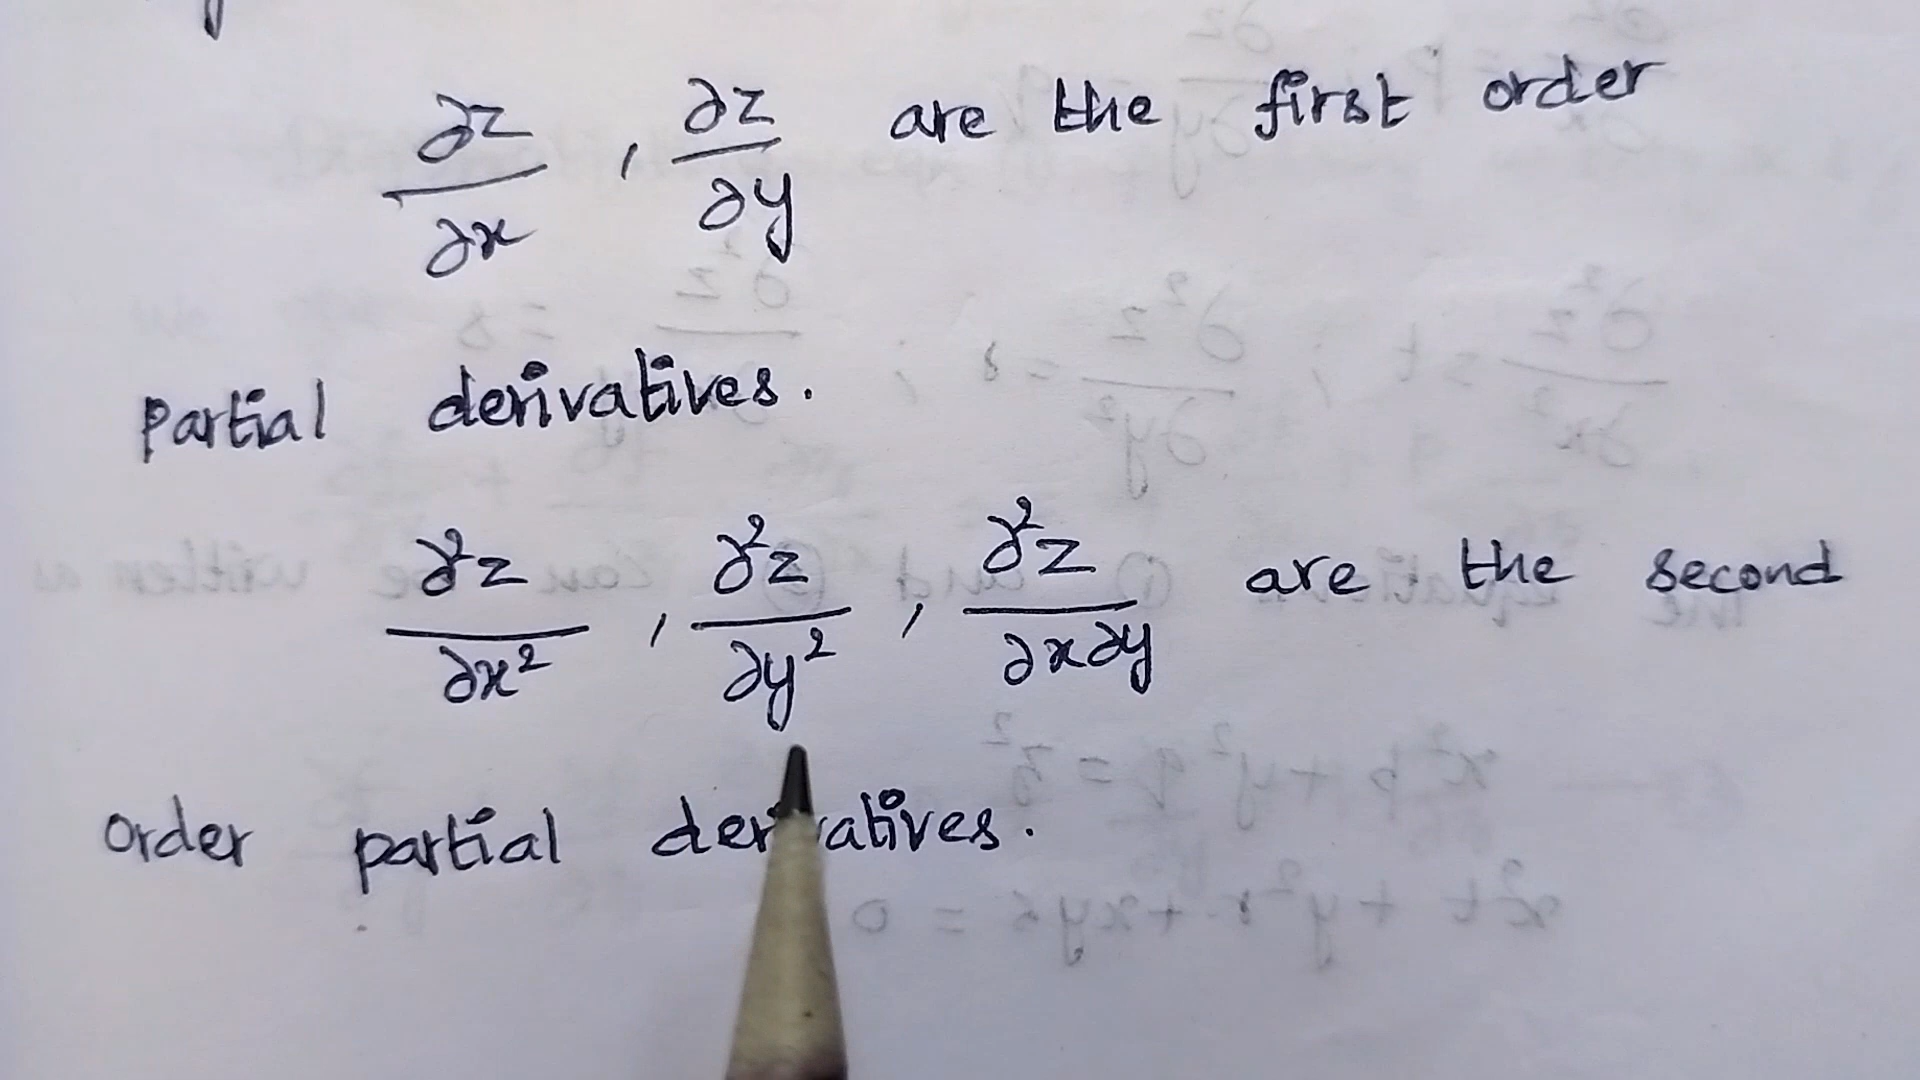 ∂z/∂x , ∂z/∂y are the first order
partial derivatives.
∂²z/∂x² , ∂²z/∂y² , ∂²z/∂x∂y are the second
order partial derivatives.